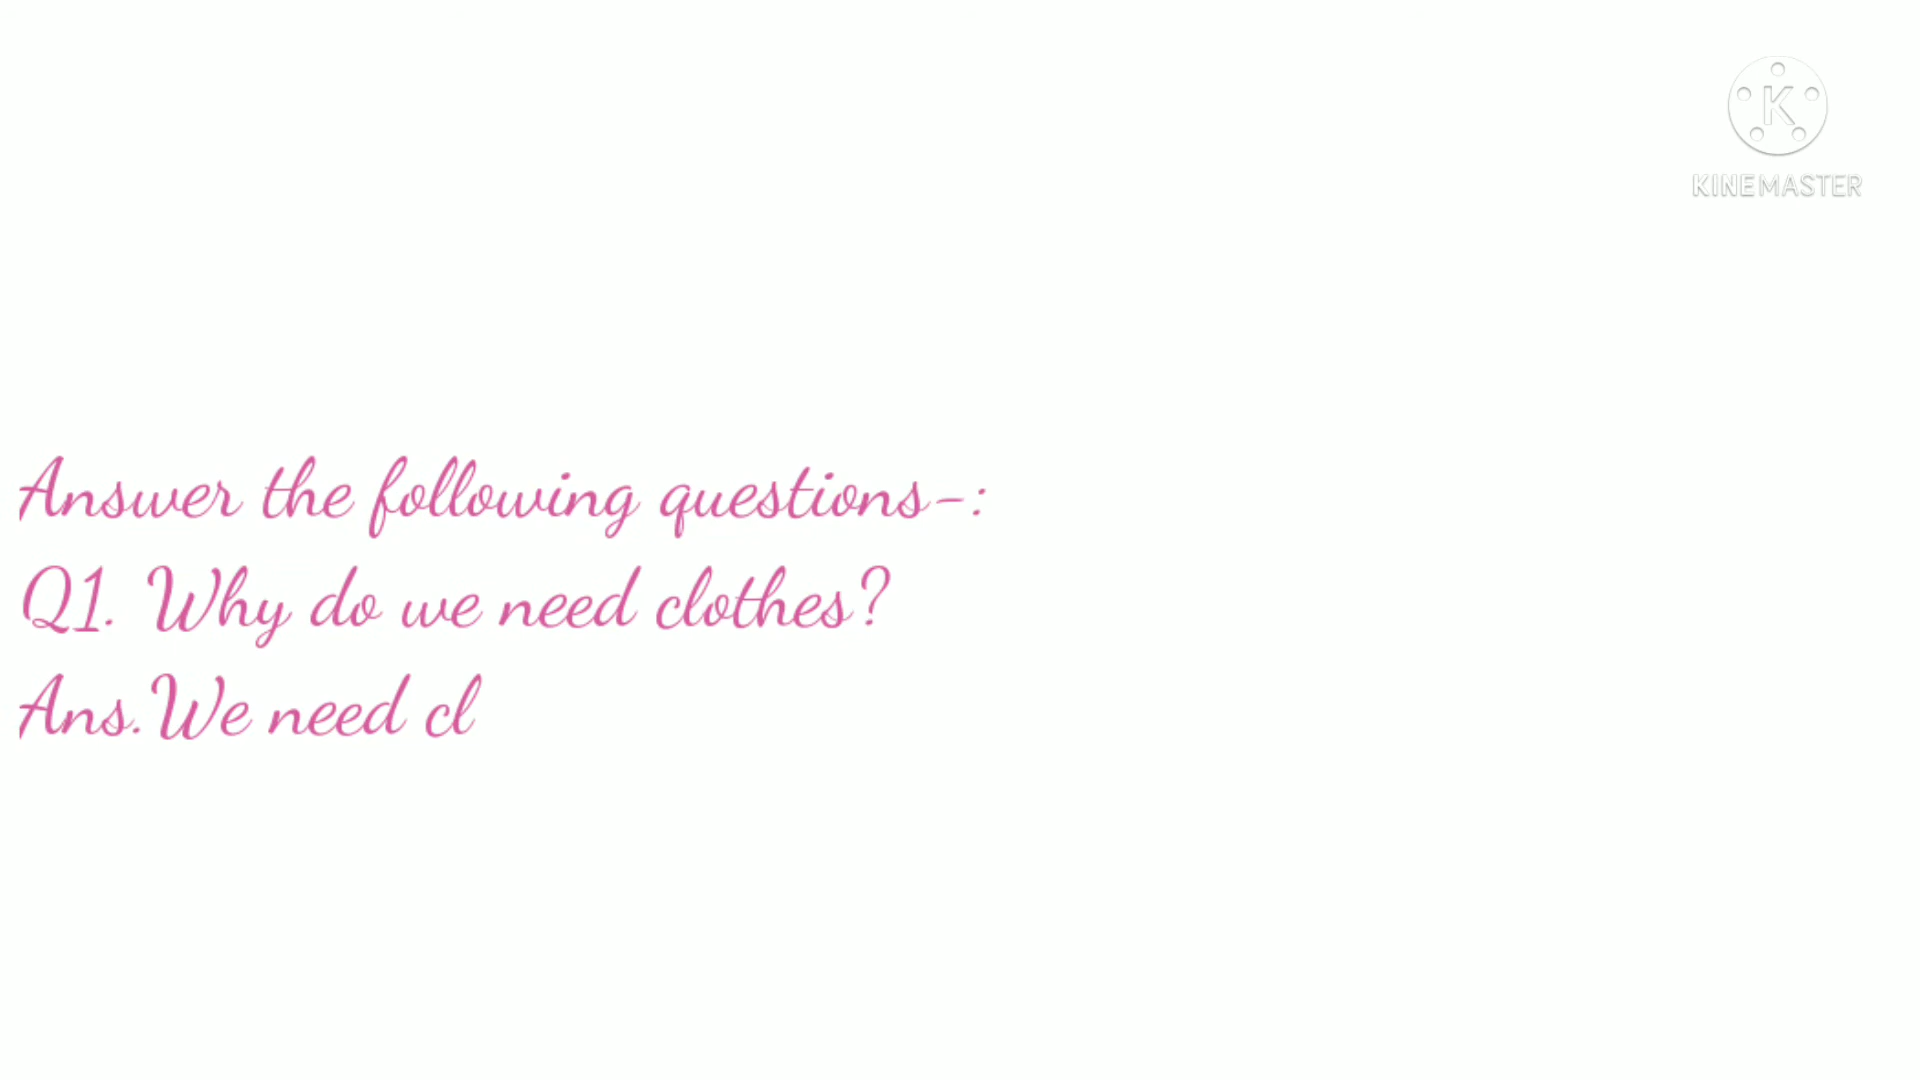 K
KINEMASTER
Answer the following questions-:
Q1. Why do we need clothes?
Ans.We need cl